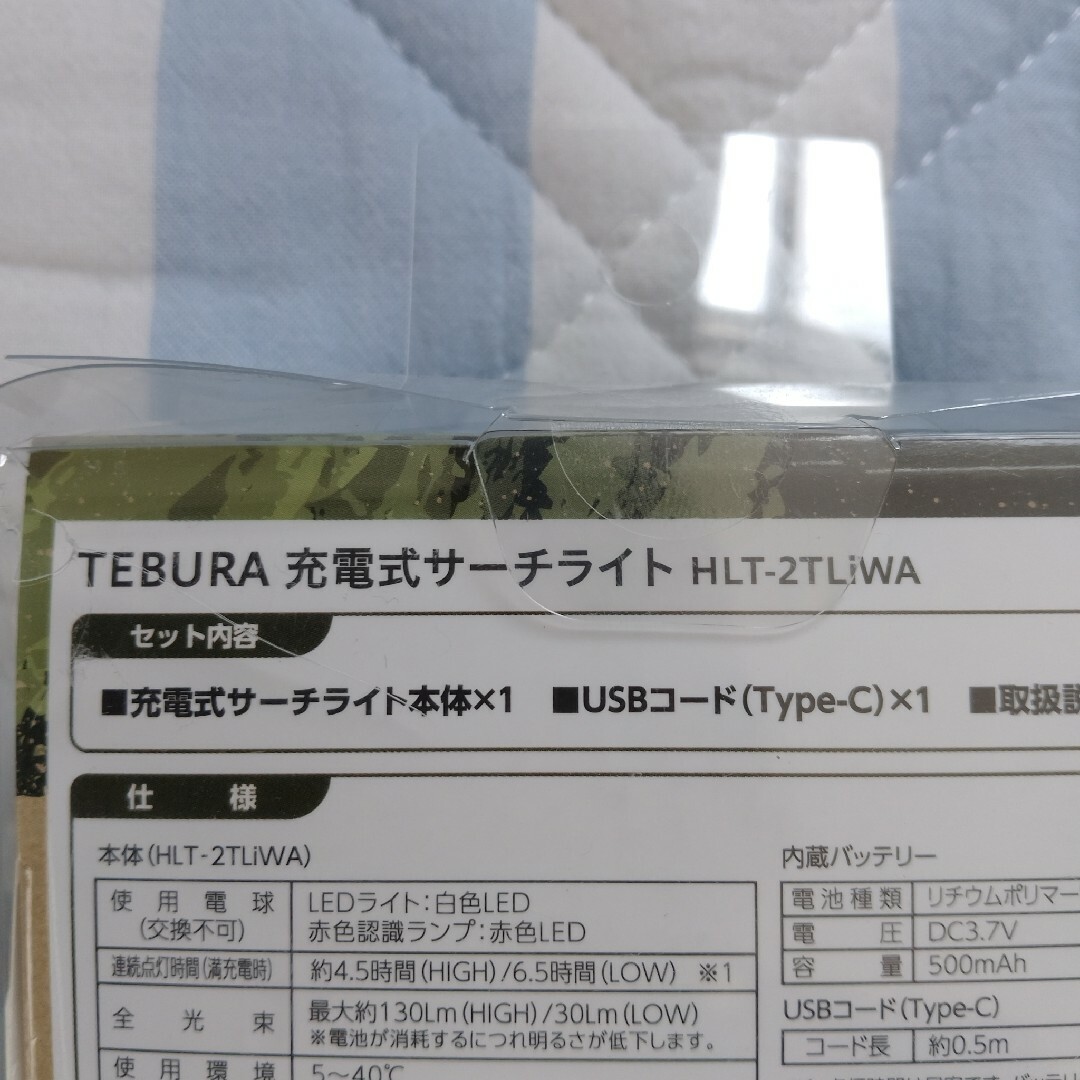 TEBURA 充電式サーチライト HLT-2TLiWA
セット内容
■充電式サーチライト本体×1 ■USBコード(Type-C)×1 ■取扱説
仕 様
本体(HLT-2TLiWA)
使用電球 LEDライト:白色LED
(交換不可) 赤色認識ランプ:赤色LED
連続点灯時間(満充電時) 約4.5時間(HIGH)/6.5時間(LOW) ※1
全光束 最大約130Lm(HIGH)/30Lm(LOW)
※電池が消耗するにつれ明るさが低下します。
使用環境 5〜40℃
内蔵バッテリー
電池種類 リチウムポリマー
電圧 DC3.7V
容量 500mAh
USBコード(Type-C)
コード長 約0.5m